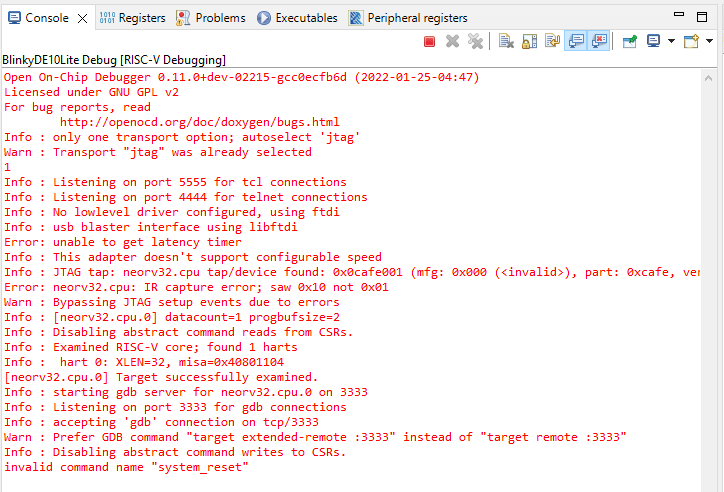 Console
Registers
Problems
Executables
Peripheral registers
BlinkyDE10Lite Debug [RISC-V Debugging]
Open On-Chip Debugger 0.11.0+dev-02215-gcc0ecfb6d (2022-01-25-04:47)
Licensed under GNU GPL v2
For bug reports, read
http://openocd.org/doc/doxygen/bugs.html
Info : only one transport option; autoselect 'jtag'
Warn : Transport "jtag" was already selected
1
Info : Listening on port 5555 for tcl connections
Info : Listening on port 4444 for telnet connections
Info : No lowlevel driver configured, using ftdi
Info : usb blaster interface using libftdi
Error: unable to get latency timer
Info : This adapter doesn't support configurable speed
Info : JTAG tap: neorv32.cpu tap/device found: 0x0cafe001 (mfg: 0x000 (<invalid>), part: 0xcafe, ver
Error: neorv32.cpu: IR capture error; saw 0x10 not 0x01
Warn : Bypassing JTAG setup events due to errors
Info : [neorv32.cpu.0] datacount=1 progbufsize=2
Info : Disabling abstract command reads from CSRs.
Info : Examined RISC-V core; found 1 harts
Info :  hart 0: XLEN=32, misa=0x40801104
[neorv32.cpu.0] Target successfully examined.
Info : starting gdb server for neorv32.cpu.0 on 3333
Info : Listening on port 3333 for gdb connections
Info : accepting 'gdb' connection on tcp/3333
Warn : Prefer GDB command "target extended-remote :3333" instead of "target remote :3333"
Info : Disabling abstract command writes to CSRs.
invalid command name "system_reset"